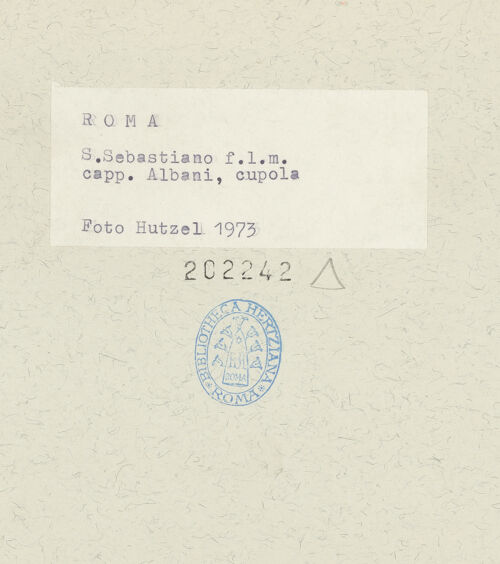 R O M A
S.Sebastiano f.l.m.
capp. Albani, cupola
Foto Hutzel 1973
202242
BIBLIOTHECA HERTZIANA
ROMA
ROMA